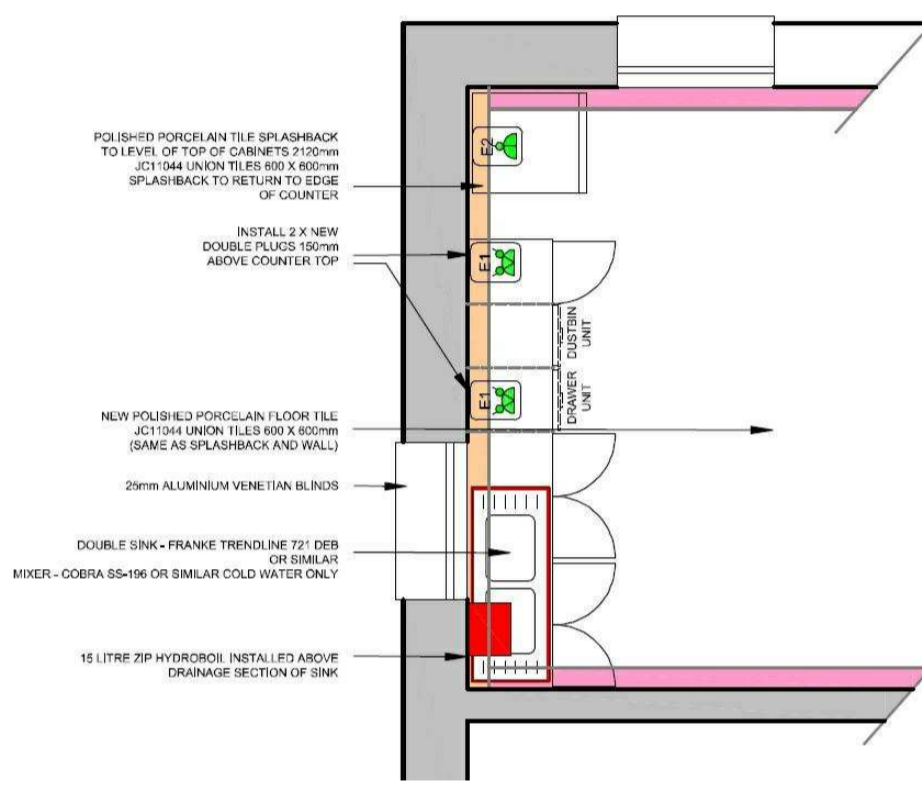 POLISHED PORCELAIN TILE SPLASHBACK
TO LEVEL OF TOP OF CABINETS 2120mm
JC11044 UNION TILES 600 X 600mm
SPLASHBACK TO RETURN TO EDGE
OF COUNTER
E2
INSTALL 2 X NEW
DOUBLE PLUGS 150mm
ABOVE COUNTER TOP
E1
DUSTBIN
UNIT
E1
DRAWER
UNIT
NEW POLISHED PORCELAIN FLOOR TILE
JC11044 UNION TILES 600 X 600mm
(SAME AS SPLASHBACK AND WALL)
25mm ALUMINIUM VENETIAN BLINDS
DOUBLE SINK - FRANKE TRENDLINE 721 DEB
OR SIMILAR
MIXER - COBRA SS-196 OR SIMILAR COLD WATER ONLY
15 LITRE ZIP HYDROBOIL INSTALLED ABOVE
DRAINAGE SECTION OF SINK